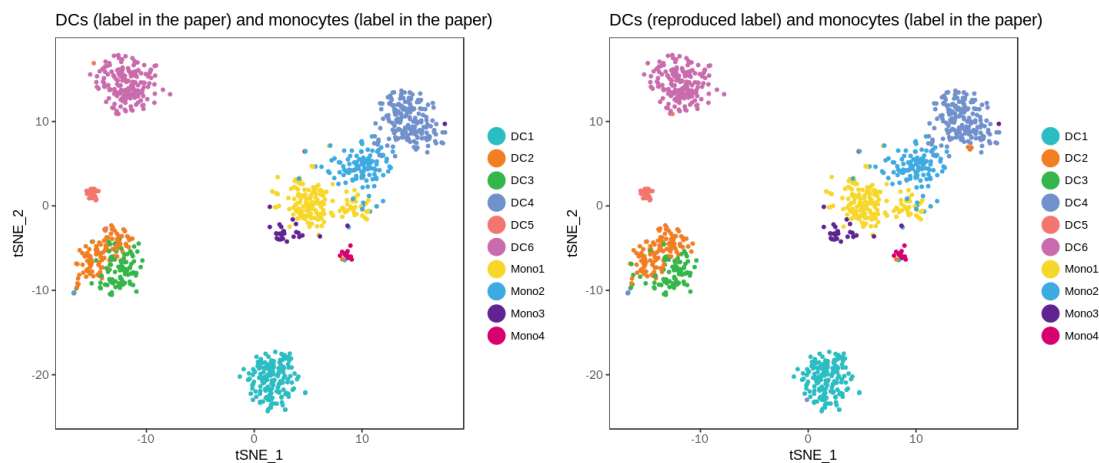 DCs (label in the paper) and monocytes (label in the paper)
10
0
-10
-20
tSNE_2
-10
0
10
tSNE_1
DC1
DC2
DC3
DC4
DC5
DC6
Mono1
Mono2
Mono3
Mono4
DCs (reproduced label) and monocytes (label in the paper)
10
0
-10
-20
tSNE_2
-10
0
10
tSNE_1
DC1
DC2
DC3
DC4
DC5
DC6
Mono1
Mono2
Mono3
Mono4